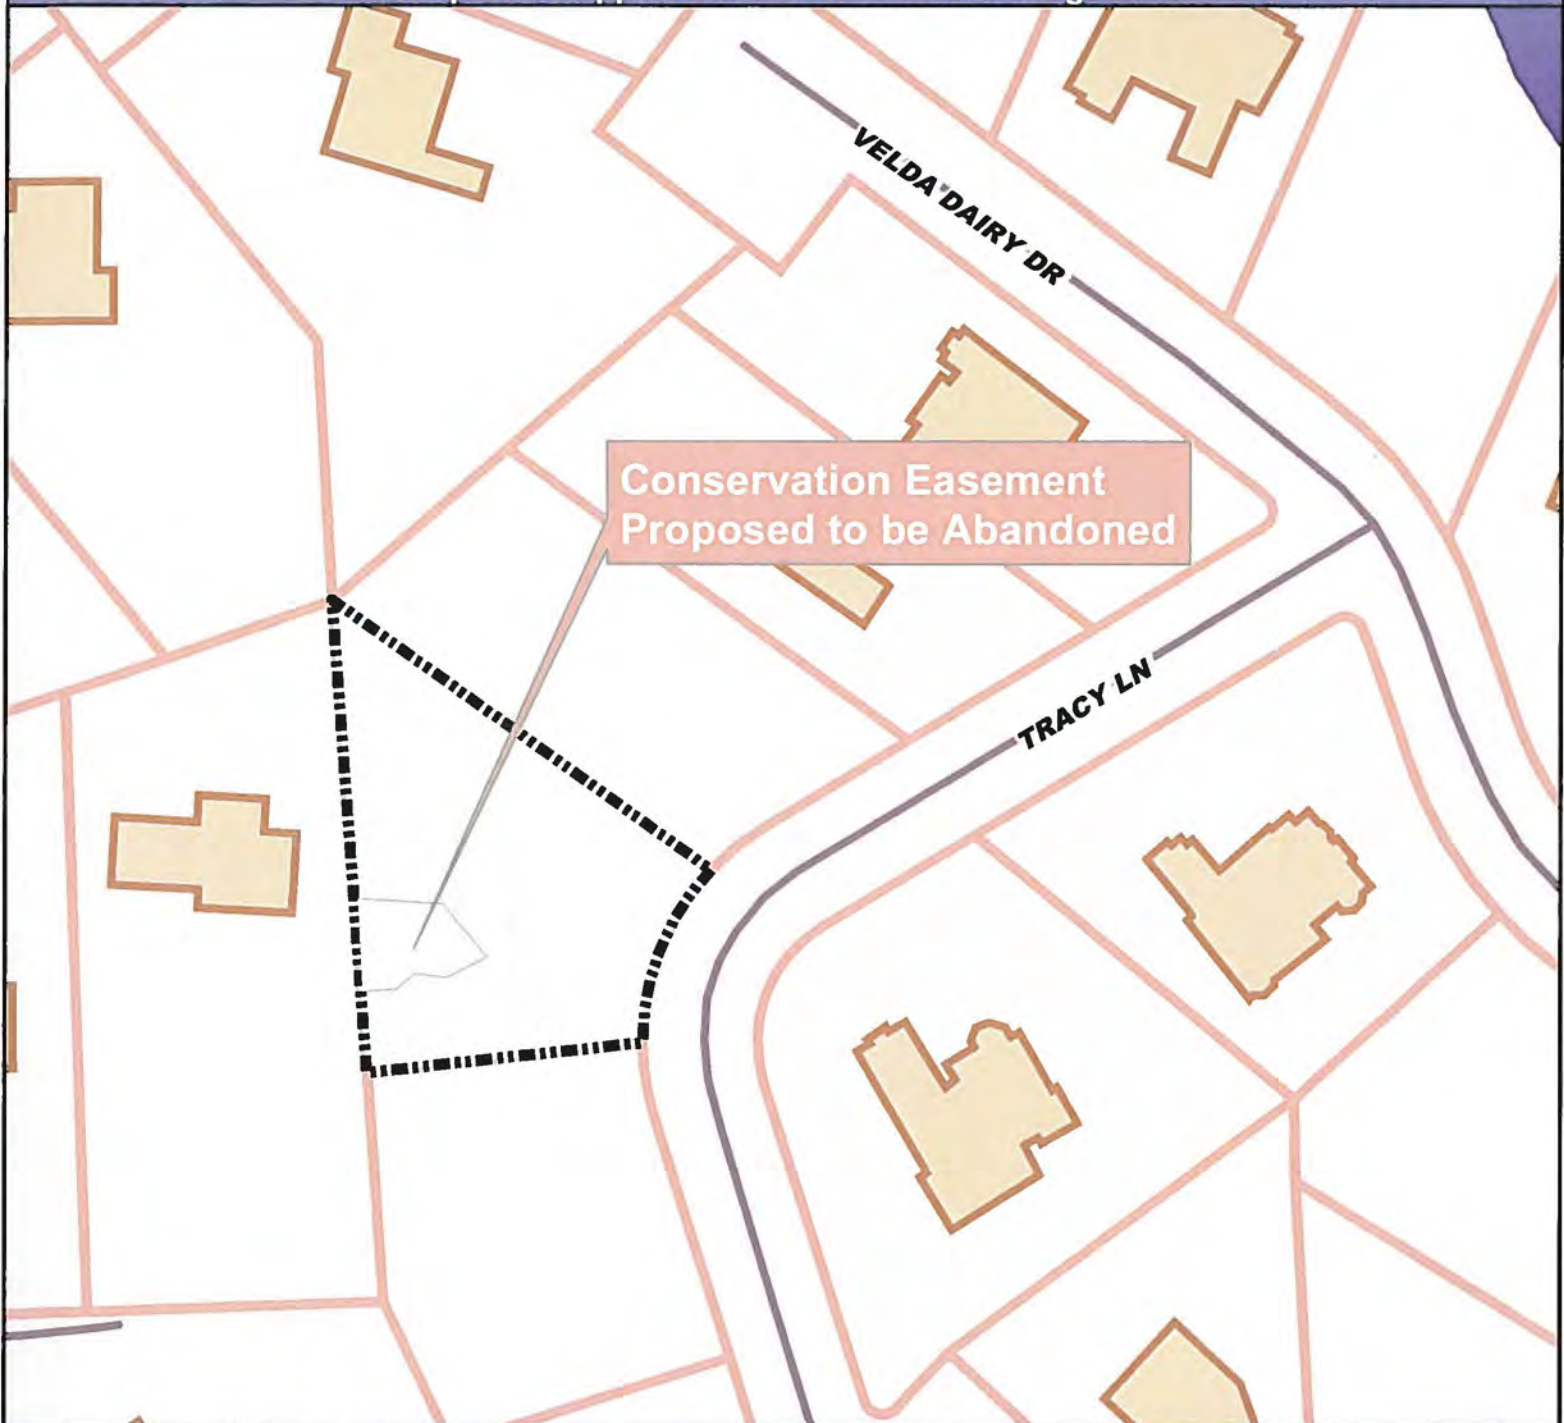 VELDA DAIRY DR
Conservation Easement
Proposed to be Abandoned
TRACY LN